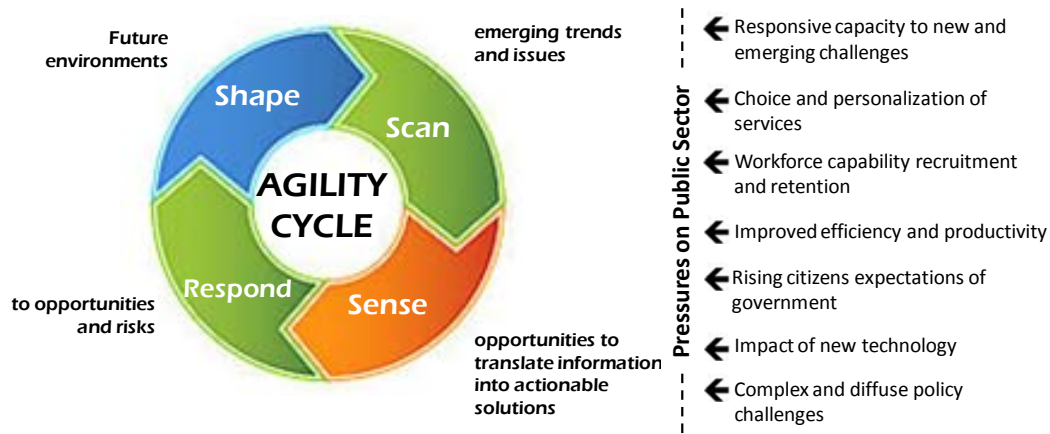 Future
environments
Shape
emerging trends
and issues
Scan
AGILITY
CYCLE
Respond
to opportunities
and risks
Sense
opportunities to
translate information
into actionable
solutions
Pressures on Public Sector
Responsive capacity to new and
emerging challenges
Choice and personalization of
services
Workforce capability recruitment
and retention
Improved efficiency and productivity
Rising citizens expectations of
government
Impact of new technology
Complex and diffuse policy
challenges